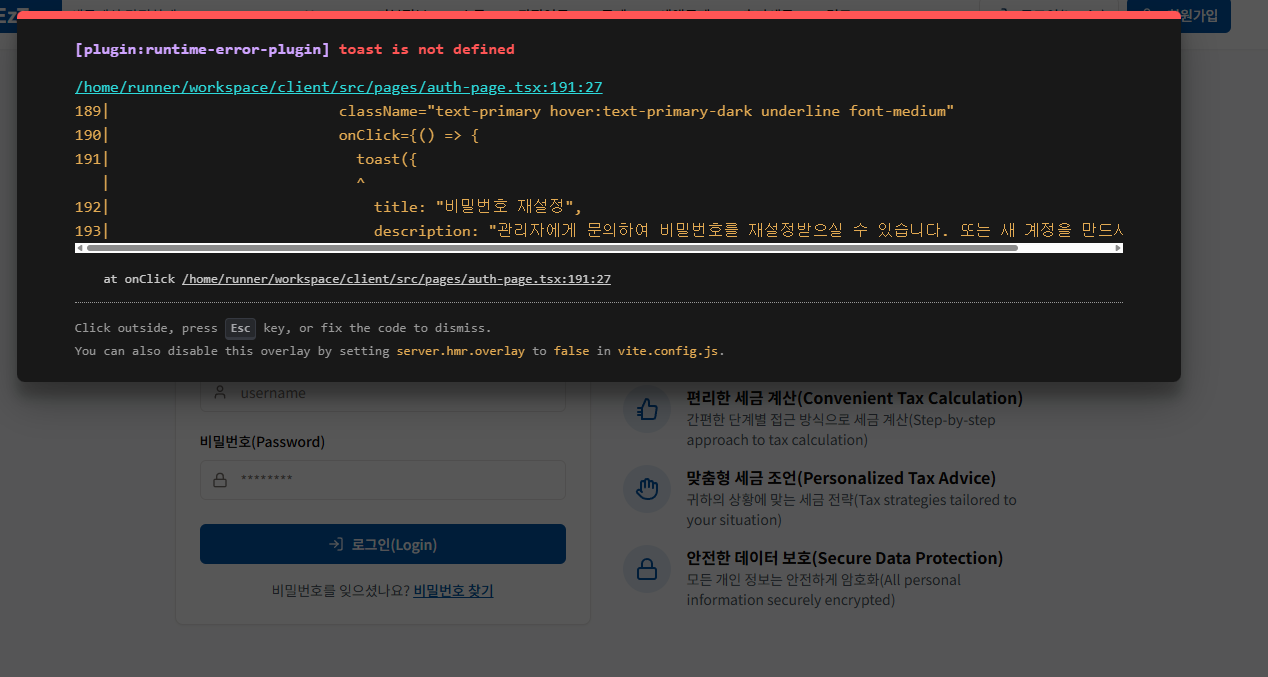 EzT
회원가입
[plugin:runtime-error-plugin] toast is not defined
/home/runner/workspace/client/src/pages/auth-page.tsx:191:27
189| className="text-primary hover:text-primary-dark underline font-medium"
190| onClick={() => {
191| toast({
| ^
192| title: "비밀번호 재설정",
193| description: "관리자에게 문의하여 비밀번호를 재설정받으실 수 있습니다. 또는 새 계정을 만드시
at onClick /home/runner/workspace/client/src/pages/auth-page.tsx:191:27
Click outside, press Esc key, or fix the code to dismiss.
You can also disable this overlay by setting server.hmr.overlay to false in vite.config.js.
username
비밀번호(Password)
********
로그인(Login)
비밀번호를 잊으셨나요? 비밀번호 찾기
편리한 세금 계산(Convenient Tax Calculation)
간편한 단계별 접근 방식으로 세금 계산(Step-by-step
approach to tax calculation)
맞춤형 세금 조언(Personalized Tax Advice)
귀하의 상황에 맞는 세금 전략(Tax strategies tailored to
your situation)
안전한 데이터 보호(Secure Data Protection)
모든 개인 정보는 안전하게 암호화(All personal
information securely encrypted)